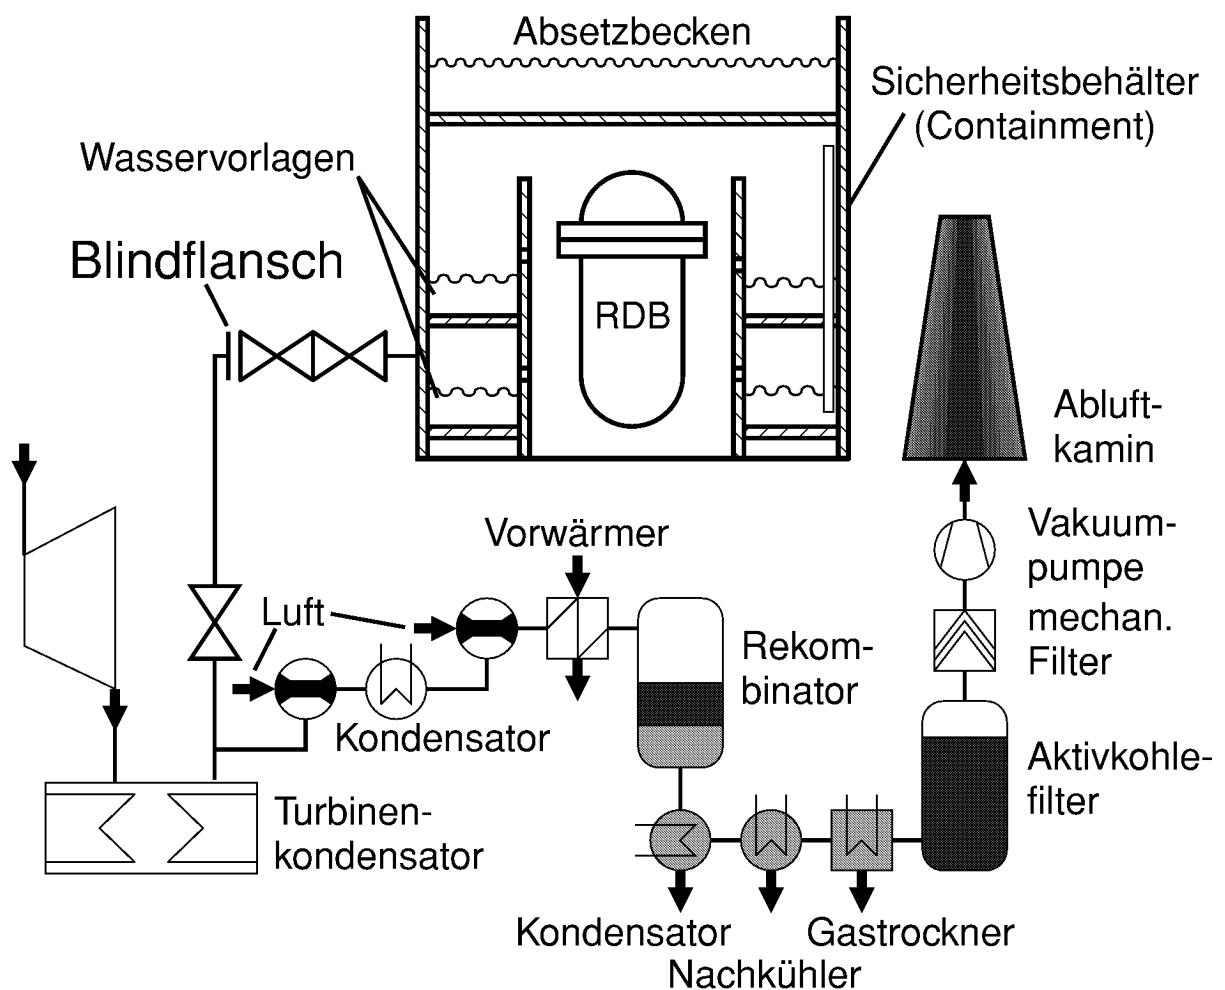 Absetzbecken
Sicherheitsbehälter
(Containment)
Wasservorlagen
Blindflansch
RDB
Abluft-
kamin
Vorwärmer
Vakuum-
pumpe
Luft
mechan.
Filter
Rekom-
binator
Kondensator
Aktivkohle-
filter
Turbinen-
kondensator
Kondensator
Gastrockner
Nachkühler